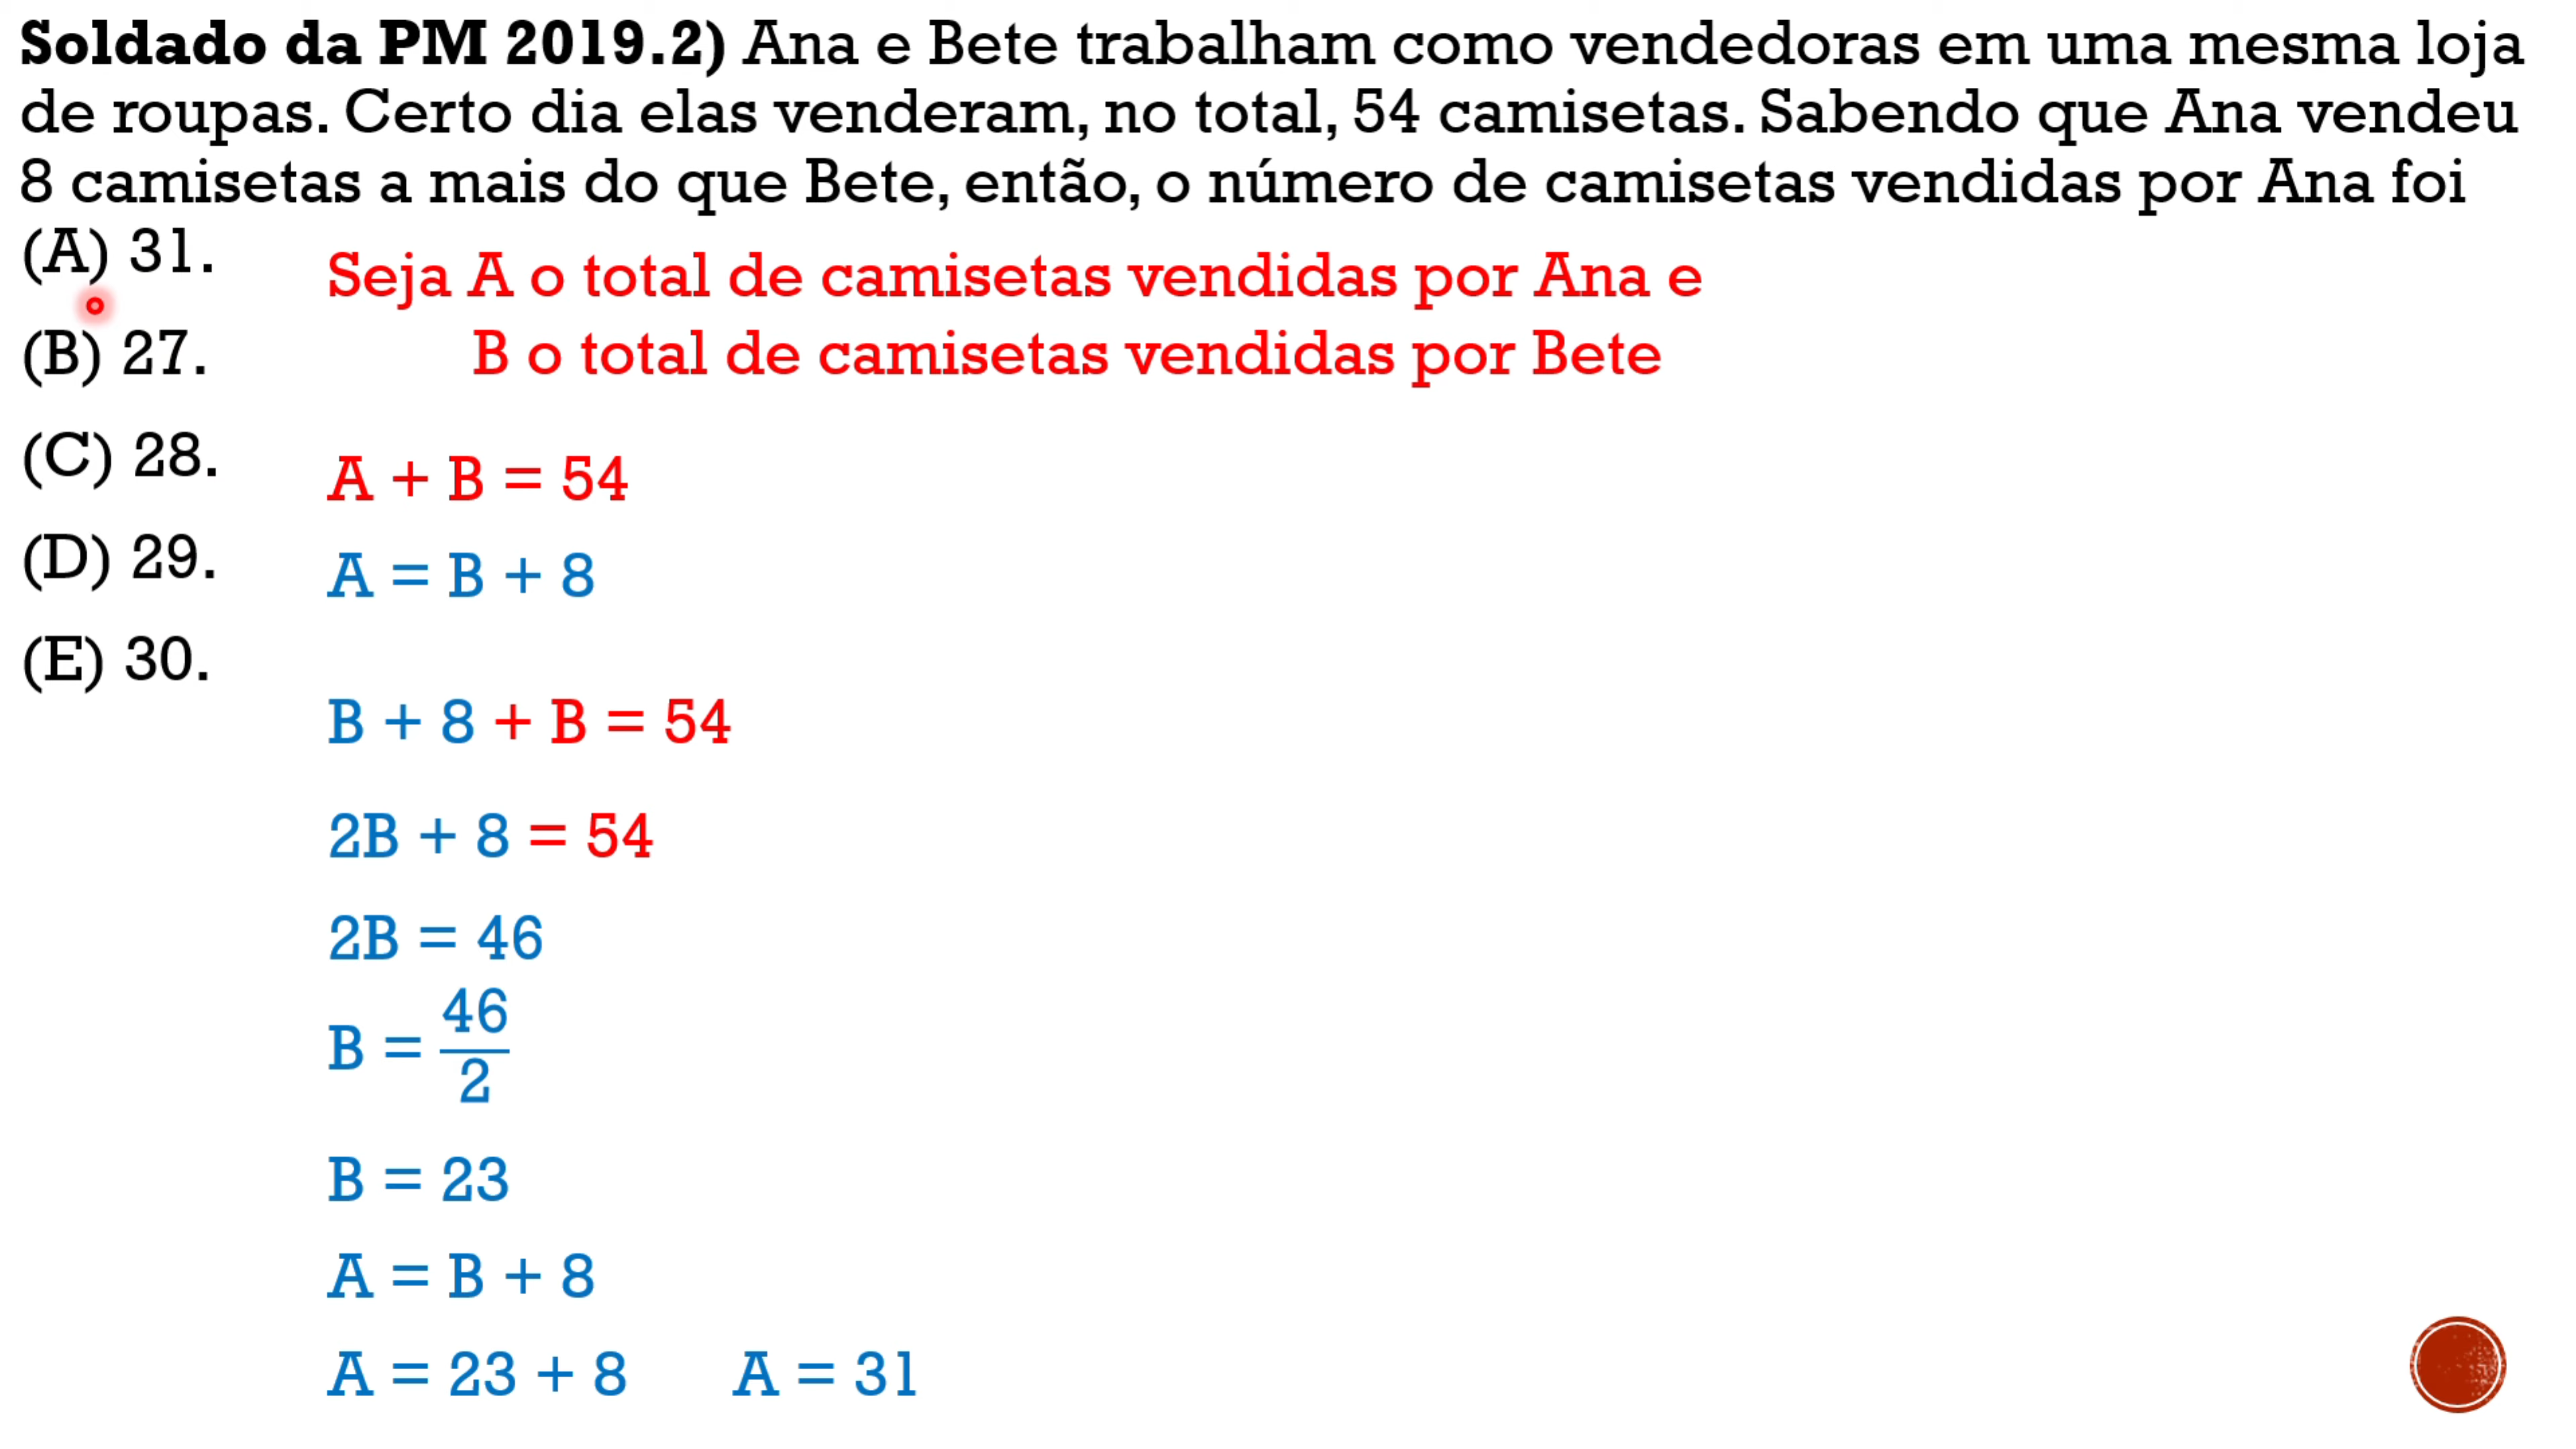 Soldado da PM 2019.2) Ana e Bete trabalham como vendedoras em uma mesma loja
de roupas. Certo dia elas venderam, no total, 54 camisetas. Sabendo que Ana vendeu
8 camisetas a mais do que Bete, então, o número de camisetas vendidas por Ana foi
(A) 31.
(B) 27.
(C) 28.
(D) 29.
(E) 30.
Seja A o total de camisetas vendidas por Ana e
B o total de camisetas vendidas por Bete
A + B = 54
A = B + 8
B + 8 + B = 54
2B + 8 = 54
2B = 46
B = 46/2
B = 23
A = B + 8
A = 23 + 8 A = 31